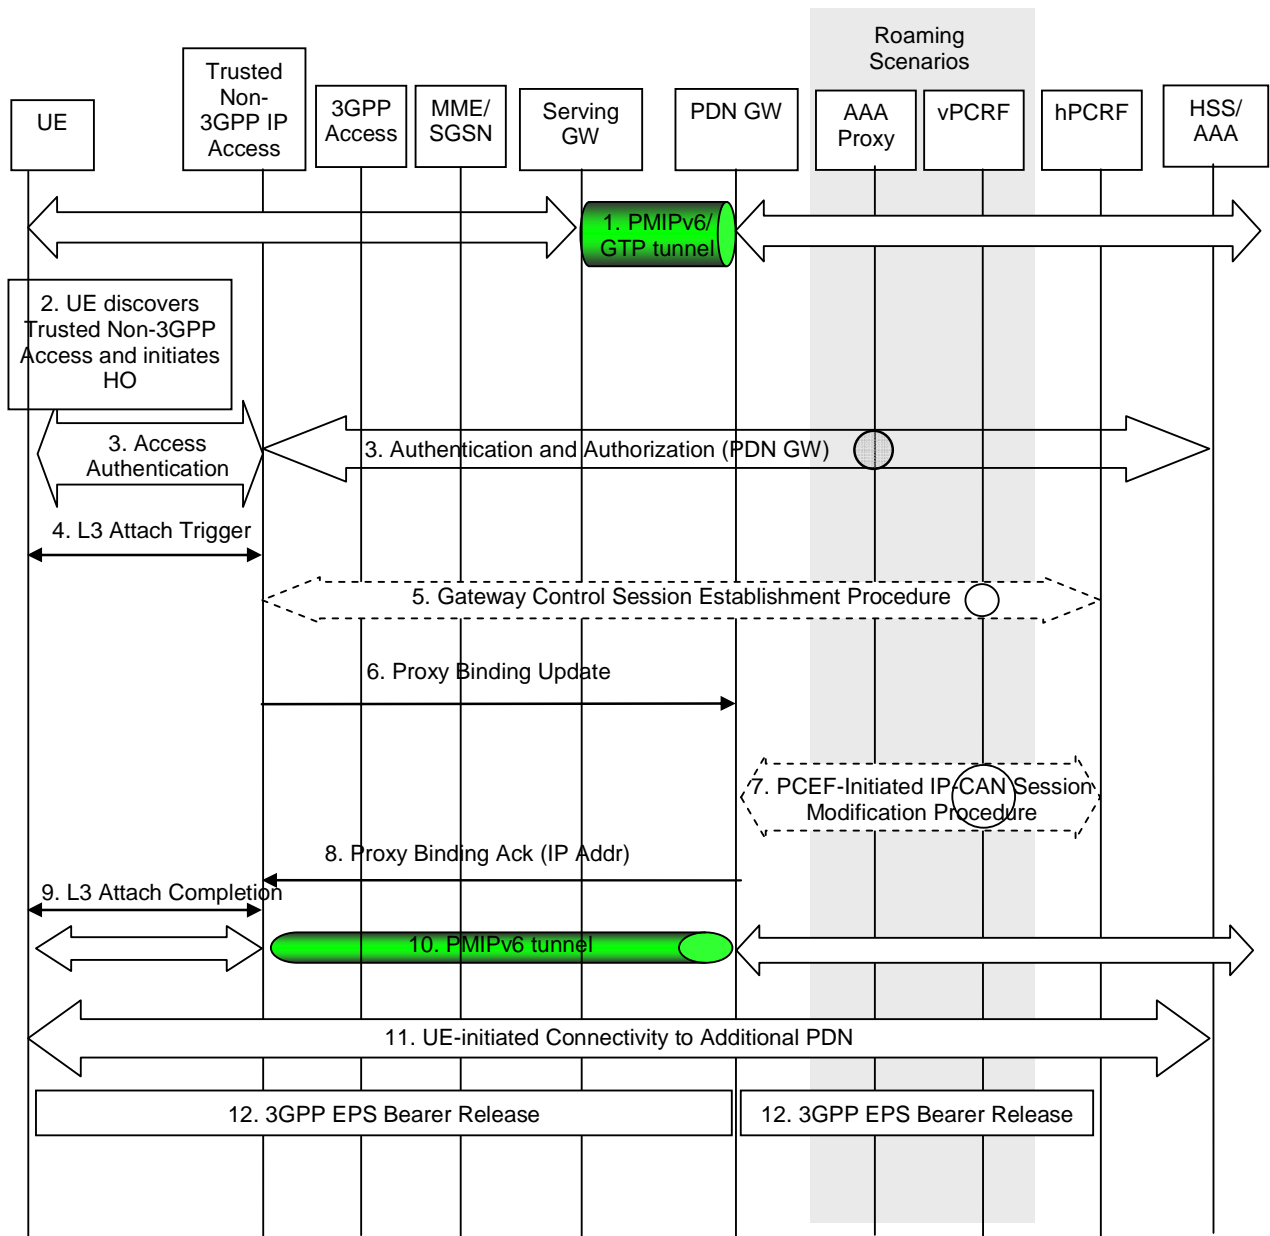 Roaming
Scenarios
UE
Trusted
Non-
3GPP IP
Access
3GPP
Access
MME/
SGSN
Serving
GW
PDN GW
AAA
Proxy
vPCRF
hPCRF
HSS/
AAA
1. PMIPv6/
GTP tunnel
2. UE discovers
Trusted Non-3GPP
Access and initiates
HO
3. Access
Authentication
3. Authentication and Authorization (PDN GW)
4. L3 Attach Trigger
5. Gateway Control Session Establishment Procedure
6. Proxy Binding Update
7. PCEF-Initiated IP-CAN Session
Modification Procedure
8. Proxy Binding Ack (IP Addr)
9. L3 Attach Completion
10. PMIPv6 tunnel
11. UE-initiated Connectivity to Additional PDN
12. 3GPP EPS Bearer Release
12. 3GPP EPS Bearer Release